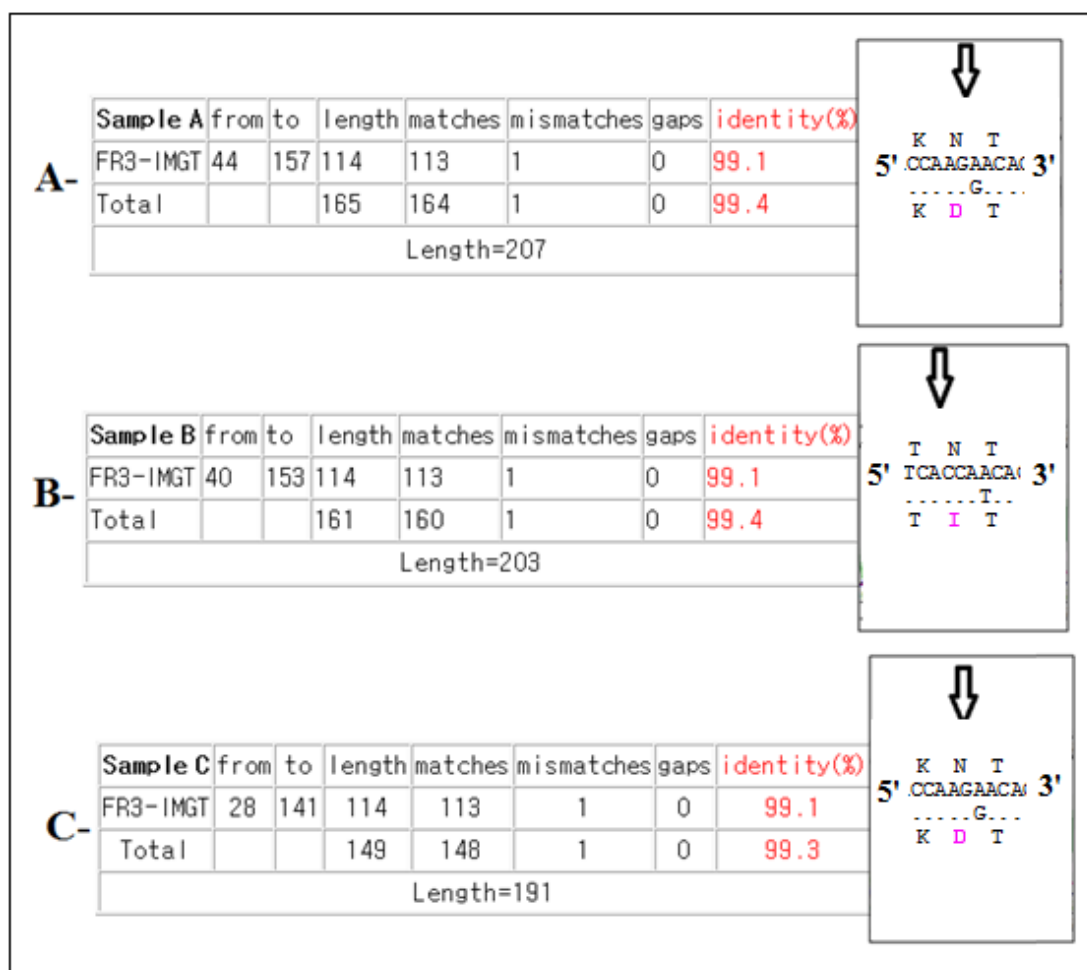 A-
Sample A from to length matches mismatches gaps identity(%)
FR3-IMGT 44 157 114 113 1 0 99.1
Total 165 164 1 0 99.4
Length=207
K N T
5' .CCAAGAACA( 3'
.....G....
K D T
B-
Sample B from to length matches mismatches gaps identity(%)
FR3-IMGT 40 153 114 113 1 0 99.1
Total 161 160 1 0 99.4
Length=203
T N T
5' TCACCAACA( 3'
......T..
T I T
C-
Sample C from to length matches mismatches gaps identity(%)
FR3-IMGT 28 141 114 113 1 0 99.1
Total 149 148 1 0 99.3
Length=191
K N T
5' .CCAAGAACA( 3'
.....G...
K D T